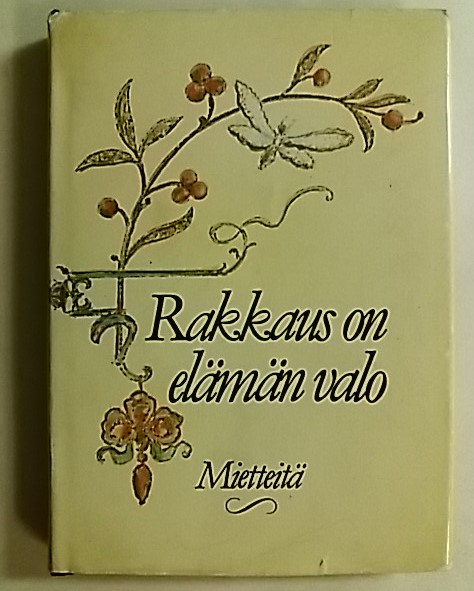 Rakkaus on
elämän valo
Mietteitä